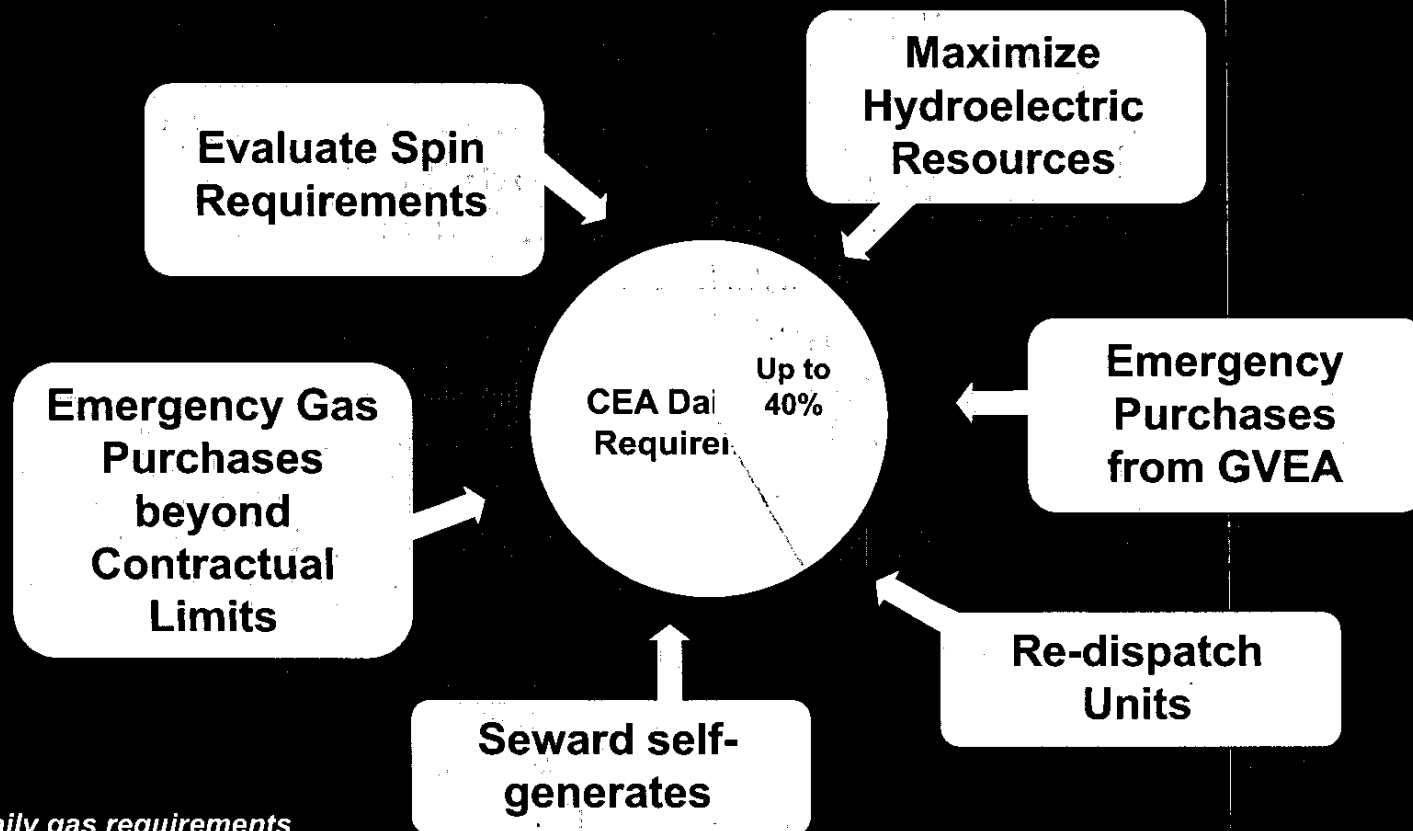 Maximize
Hydroelectric
Resources
Evaluate Spin
Requirements
Up to
40%
CEA Dai
Requirei
Emergency
Purchases
from GVEA
Emergency Gas
Purchases
beyond
Contractual
Limits
Re-dispatch
Units
Seward self-
generates
aily gas requirements